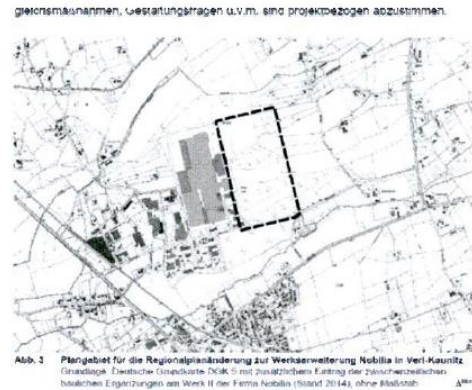 gleichsmaßnahmen, Gestaltungsfragen u.v.m. sind projektbezogen abzustimmen.
Abb. 3 Plangebiet für die Regionalplanänderung zur Werkserweiterung Nobilia in Verl-Kaunitz
Grundlage: Deutsche Grundkarte DGK 5 mit zusätzlichem Eintrag der zwischenzeitlichen
baulichen Ergänzungen am Werk II der Firma Nobilia (Stand 2014), ohne Maßstab